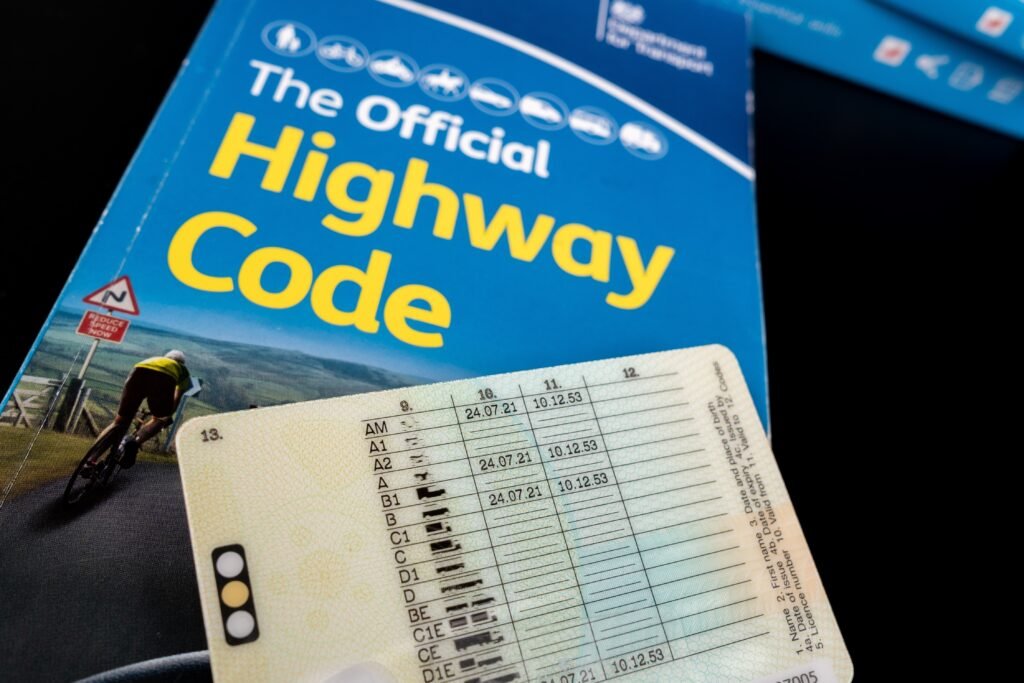 Department
for Transport
The Official
Highway
Code
REDUCE
SPEED
NOW
13.
9. 10. 11. 12.
AM 24.07.21 10.12.53
A1
A2
A 24.07.21 10.12.53
B1
B 24.07.21 10.12.53
C1
C
D1
D
BE
C1E
CE
D1E
.07.21 10.12.53
1. Name 2. First name 3. Date and place of birth
4a. Date of issue 4b. Date of expiry 4c. Issued by
5. Licence number 10. Valid from 11. Valid to 12. Codes
7005